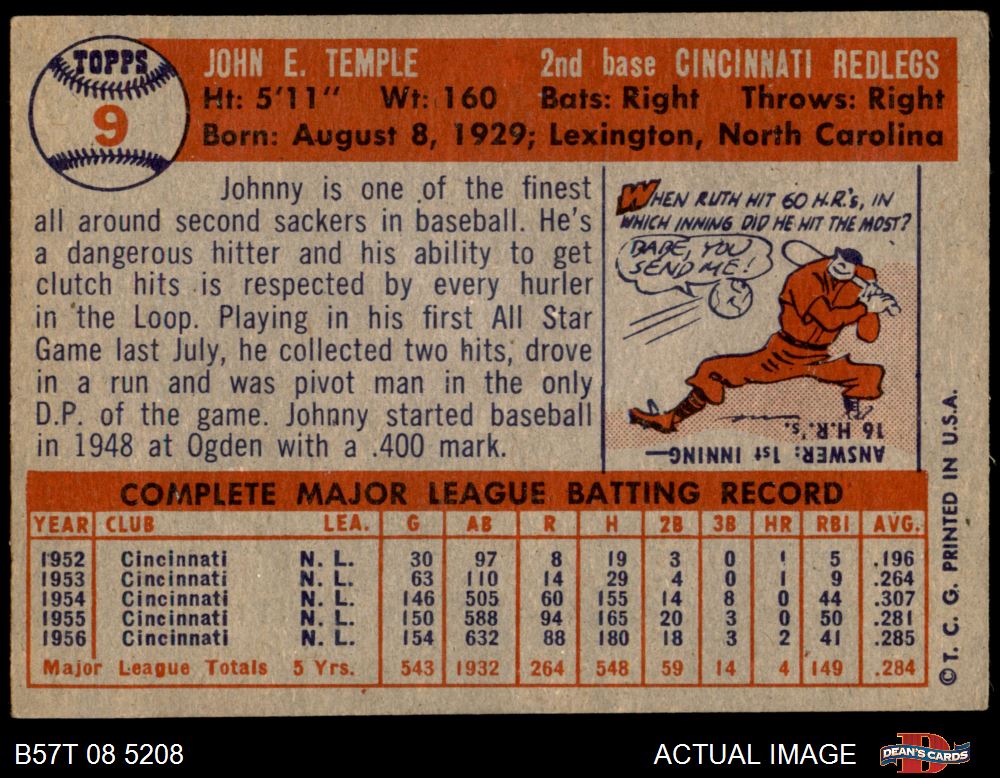 TOPPS
9
JOHN E. TEMPLE 2nd base CINCINNATI REDLEGS
Ht: 5'11" Wt: 160 Bats: Right Throws: Right
Born: August 8, 1929; Lexington, North Carolina
Johnny is one of the finest
all around second sackers in baseball. He's
a dangerous hitter and his ability to get
clutch hits is respected by every hurler
in the Loop. Playing in his first All Star
Game last July, he collected two hits, drove
in a run and was pivot man in the only
D.P. of the game. Johnny started baseball
in 1948 at Ogden with a .400 mark.
WHEN RUTH HIT 60 H.R.'s, IN
WHICH INNING DID HE HIT THE MOST?
BABE, YOU
SEND ME!
ANSWER: 1st INNING—
16 H.R.'s.
COMPLETE MAJOR LEAGUE BATTING RECORD
YEAR CLUB LEA. G AB R H 2B 3B HR RBI AVG.
1952 Cincinnati N. L. 30 97 8 19 3 0 1 5 .196
1953 Cincinnati N. L. 63 110 14 29 4 0 1 9 .264
1954 Cincinnati N. L. 146 505 60 155 14 8 0 44 .307
1955 Cincinnati N. L. 150 588 94 165 20 3 0 50 .281
1956 Cincinnati N. L. 154 632 88 180 18 3 2 41 .285
Major League Totals 5 Yrs. 543 1932 264 548 59 14 4 149 .284
© T. C. G. PRINTED IN U.S.A.
B57T 08 5208 ACTUAL IMAGE
DEAN'S CARDS